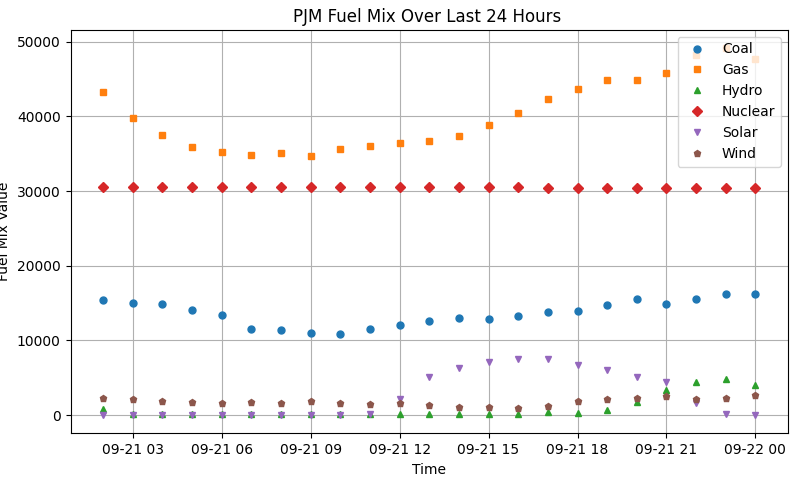 PJM Fuel Mix Over Last 24 Hours
50000
40000
30000
20000
10000
0
Fuel Mix Value
Coal
Gas
Hydro
Nuclear
Solar
Wind
09-21 03 09-21 06 09-21 09 09-21 12 09-21 15 09-21 18 09-21 21 09-22 00
Time